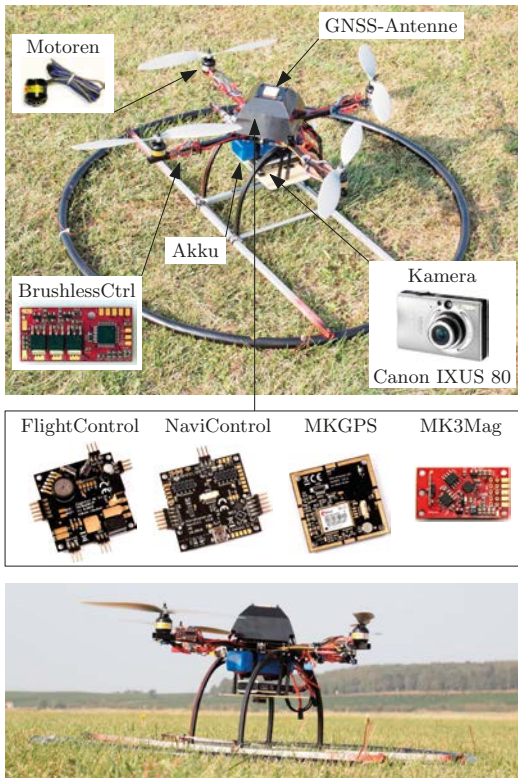 Motoren
GNSS-Antenne
Akku
BrushlessCtrl
Kamera
Canon IXUS 80
FlightControl
NaviControl
MKGPS
MK3Mag